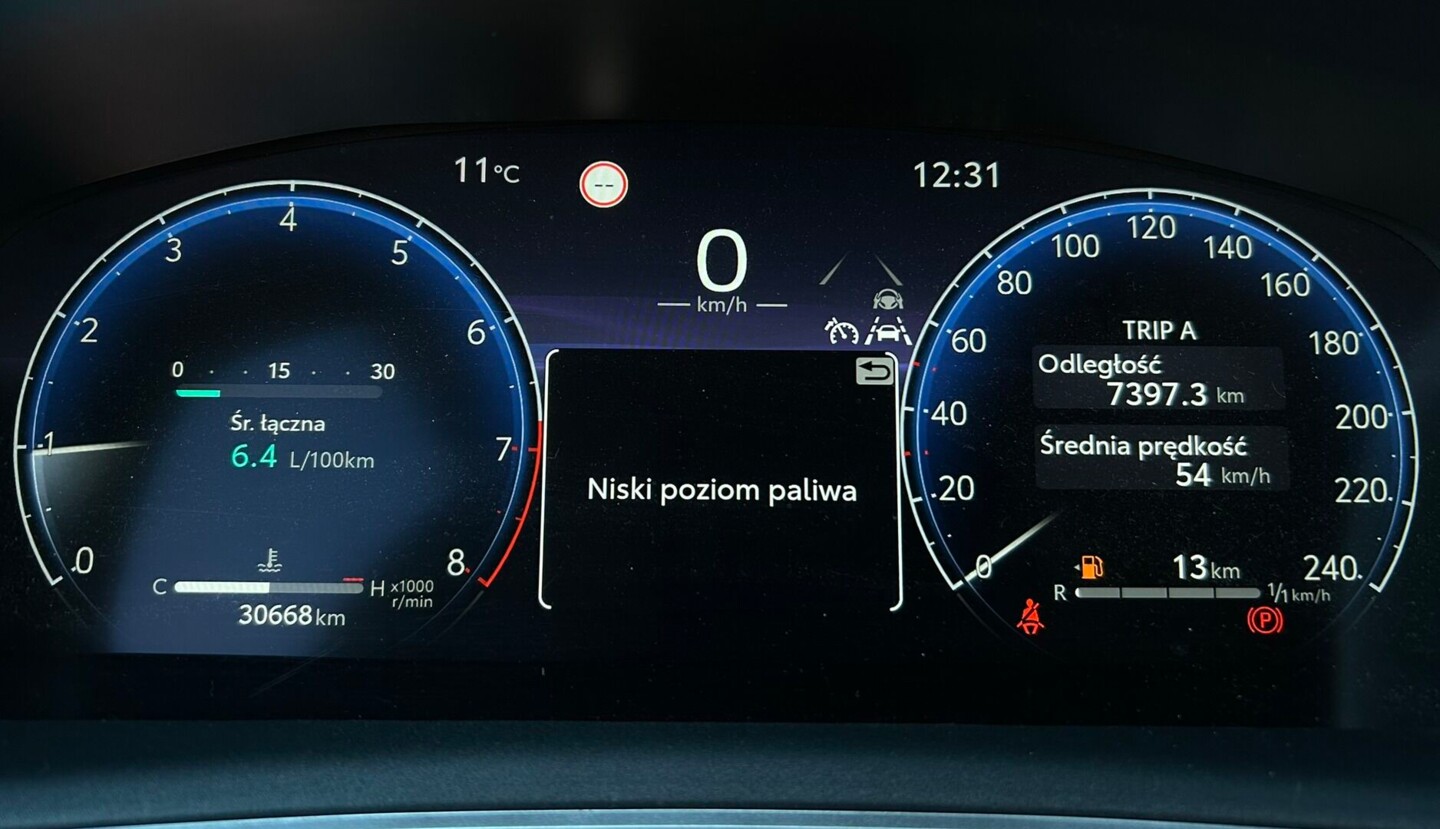 11°C
--
12:31
0
km/h
0 1 2 3 4 5 6 7 8
0 15 30
Śr. łączna
6.4 L/100km
C H
x1000
r/min
30668 km
Niski poziom paliwa
0 20 40 60 80 100 120 140 160 180 200 220 240
TRIP A
Odległość
7397.3 km
Średnia prędkość
54 km/h
13 km
R 1/1 km/h
P